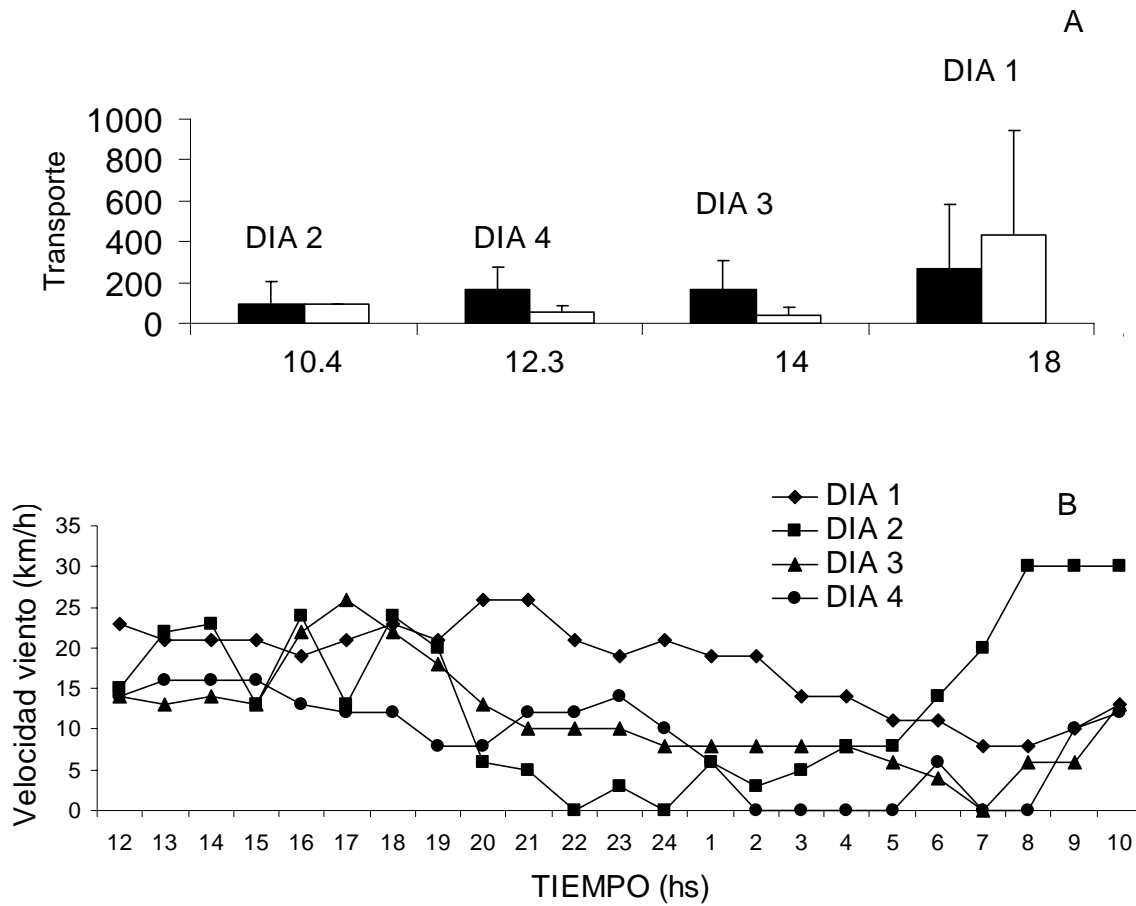 A
DIA 1
DIA 3
DIA 2
DIA 4
Transporte
1000
800
600
400
200
0
10.4 12.3 14 18
B
DIA 1
DIA 2
DIA 3
DIA 4
Velocidad viento (km/h)
35
30
25
20
15
10
5
0
12 13 14 15 16 17 18 19 20 21 22 23 24 1 2 3 4 5 6 7 8 9 10
TIEMPO (hs)